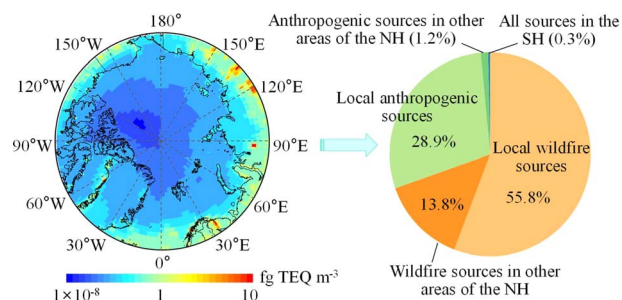 180°
150°W
150°E
120°W
120°E
90°W
90°E
60°W
60°E
30°W
30°E
0°
fg TEQ m⁻³
1×10⁻⁸
1
10
Anthropogenic sources in other
areas of the NH (1.2%)
All sources in the
SH (0.3%)
Local anthropogenic
sources
28.9%
Local wildfire
sources
55.8%
13.8%
Wildfire sources in other
areas of the NH